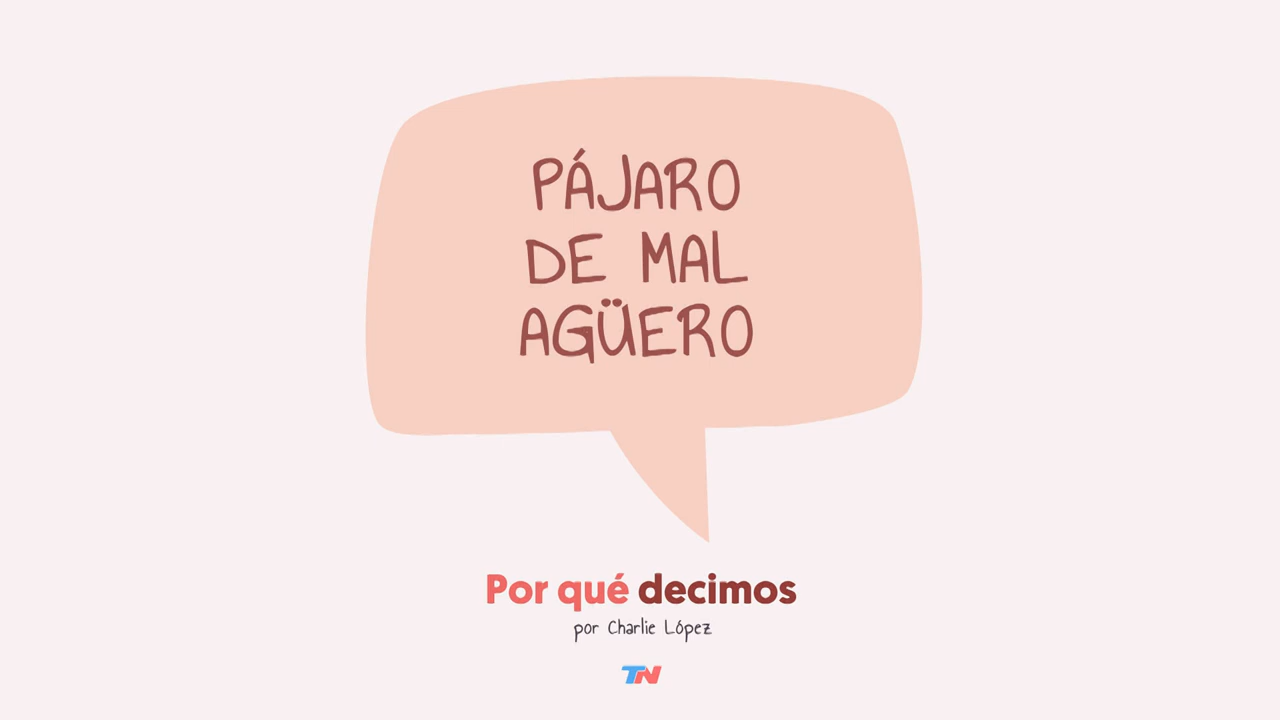 PÁJARO
DE MAL
AGÜERO
Por qué decimos
por Charlie López
TN